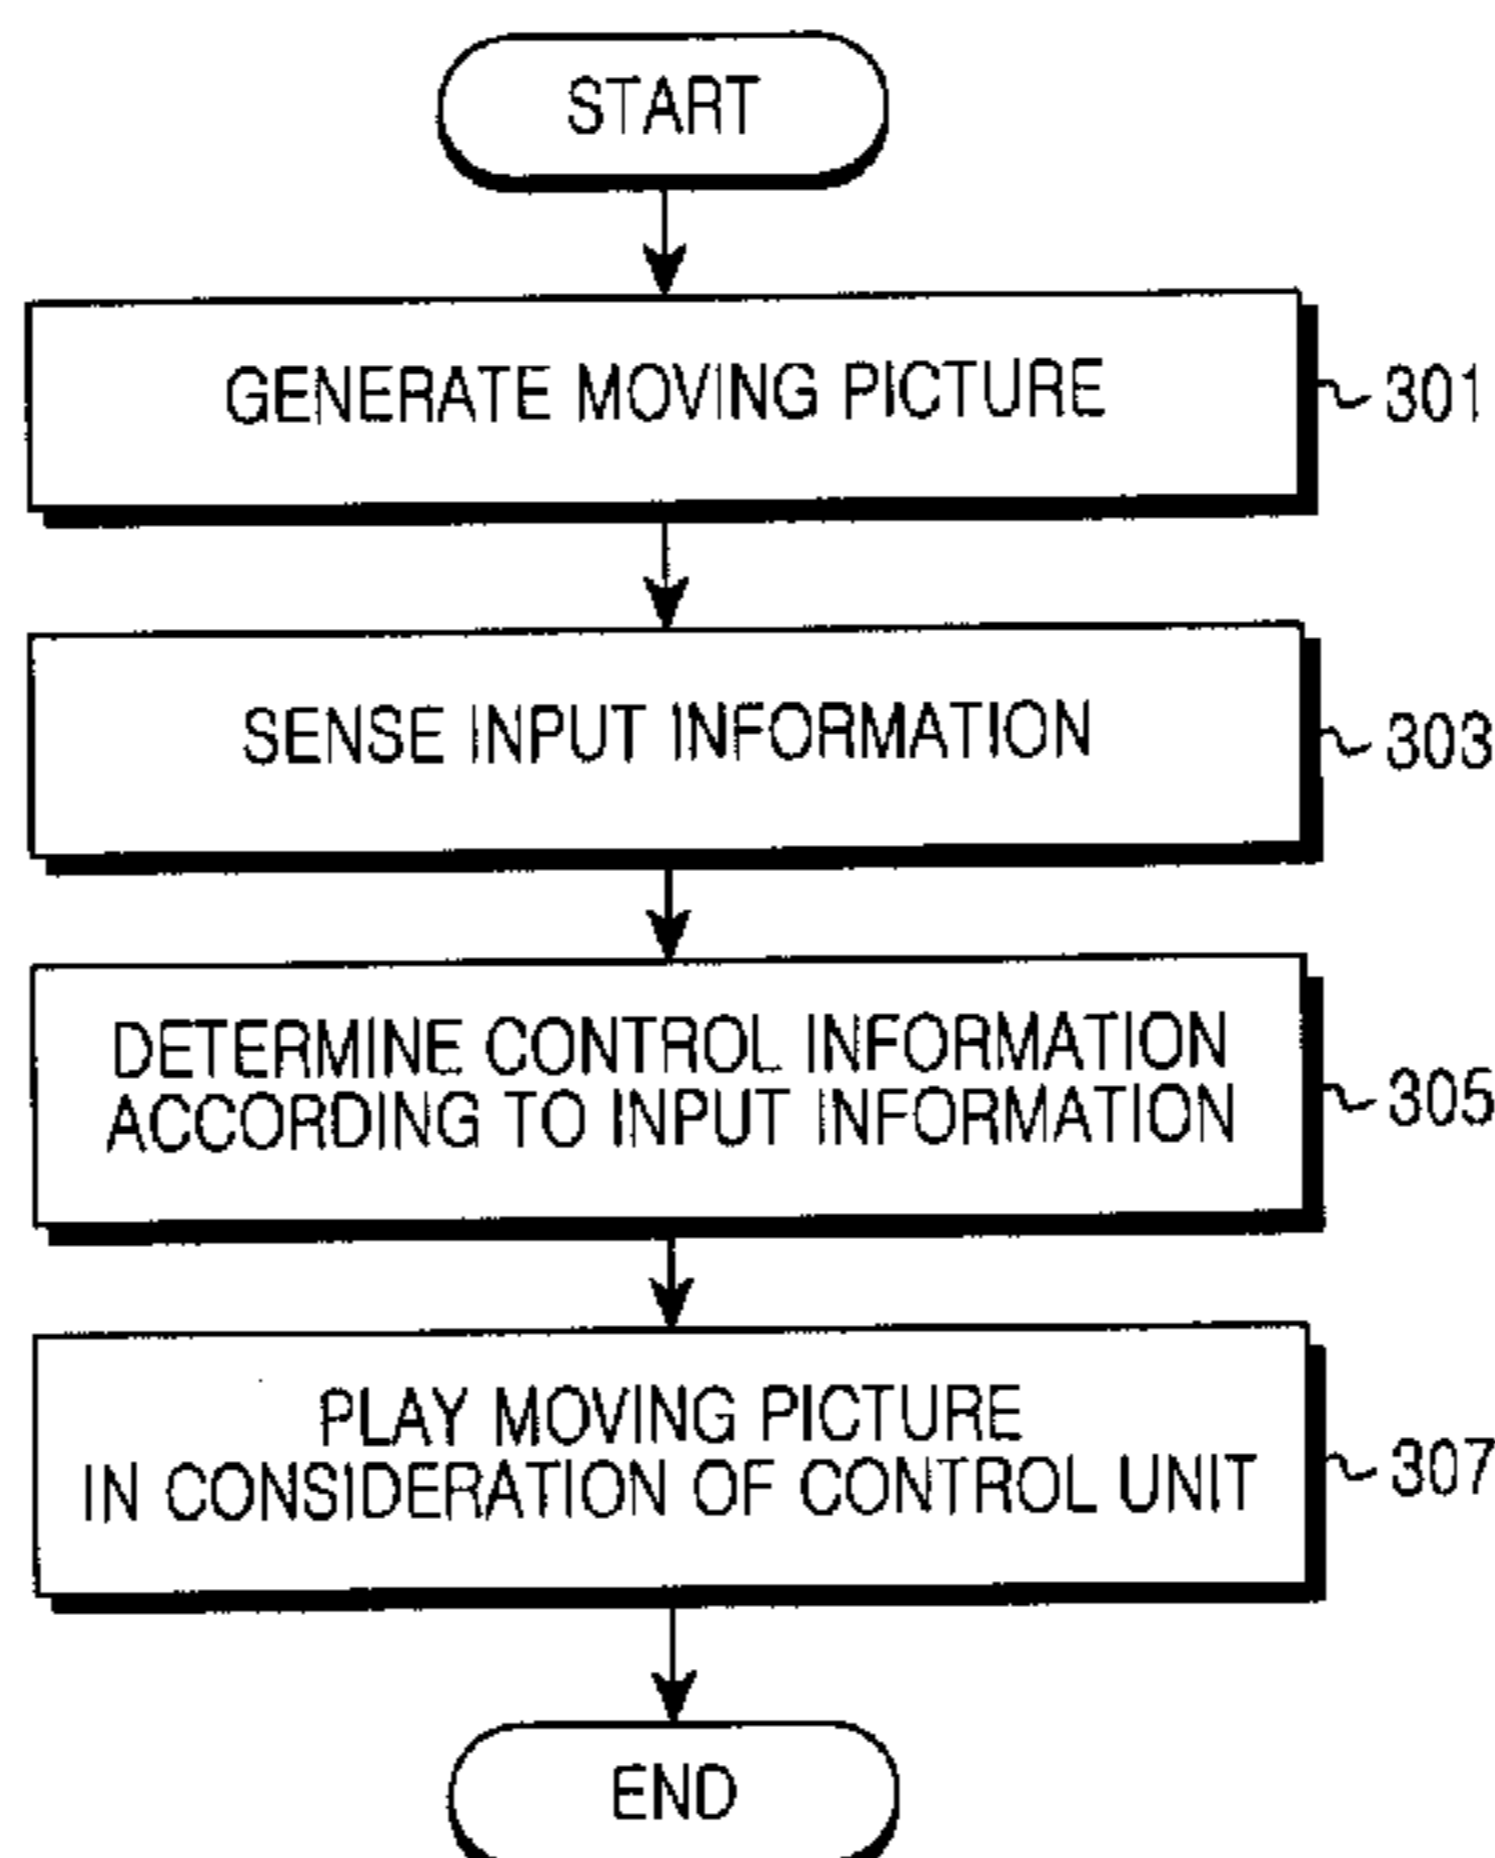 START
GENERATE MOVING PICTURE
301
SENSE INPUT INFORMATION
303
DETERMINE CONTROL INFORMATION
ACCORDING TO INPUT INFORMATION
305
PLAY MOVING PICTURE
IN CONSIDERATION OF CONTROL UNIT
307
END